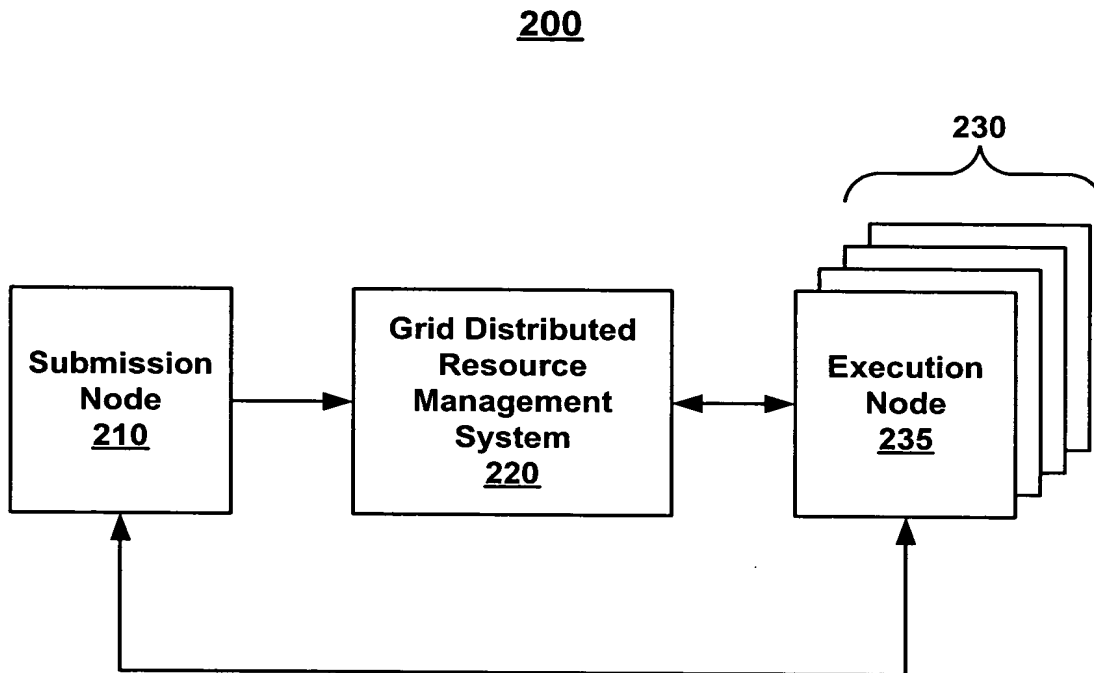 200
230
Submission
Node
210
Grid Distributed
Resource
Management
System
220
Execution
Node
235